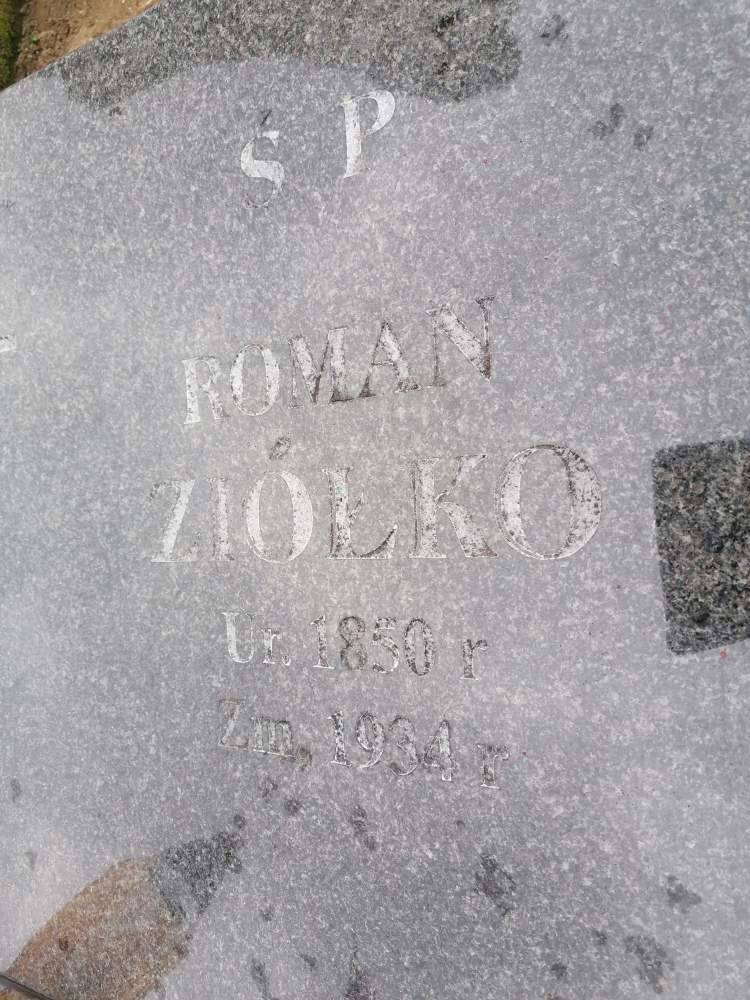 Ś P
ROMAN
ZIÓŁKO
Ur. 1850 r
Zm. 1934 r